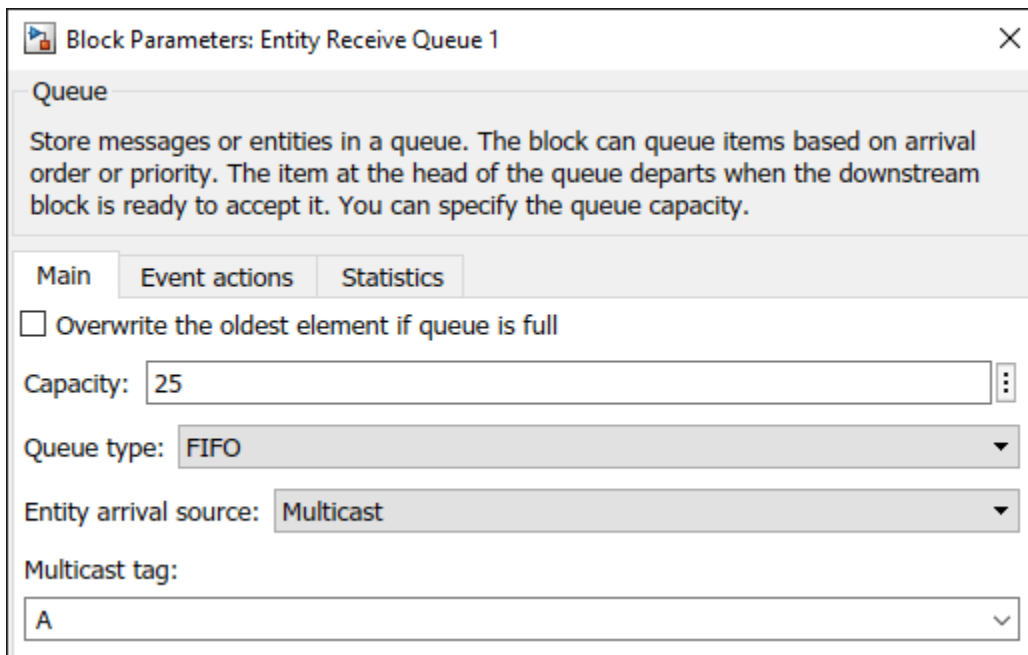 Block Parameters: Entity Receive Queue 1
Queue
Store messages or entities in a queue. The block can queue items based on arrival
order or priority. The item at the head of the queue departs when the downstream
block is ready to accept it. You can specify the queue capacity.
Main Event actions Statistics
Overwrite the oldest element if queue is full
Capacity: 25
Queue type: FIFO
Entity arrival source: Multicast
Multicast tag:
A